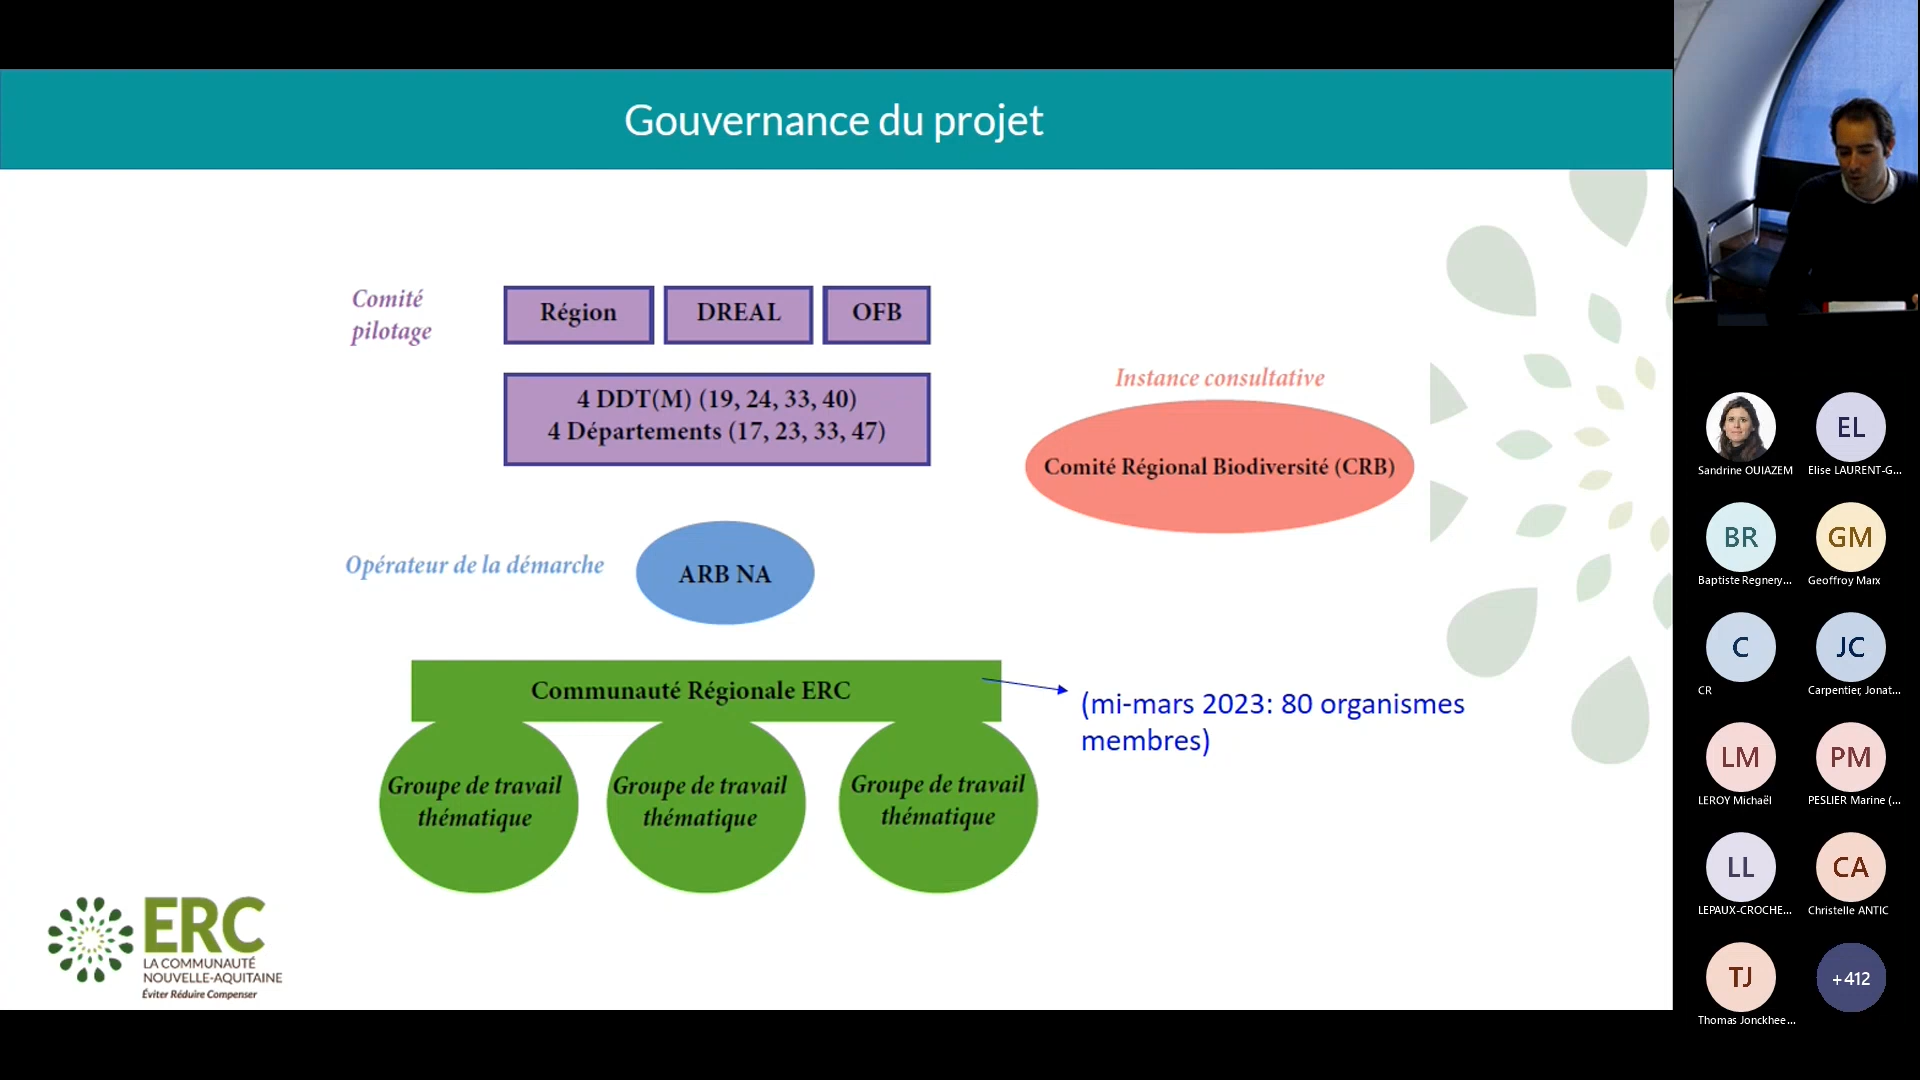 Gouvernance du projet
Comité
pilotage
Région
DREAL
OFB
4 DDT(M) (19, 24, 33, 40)
4 Départements (17, 23, 33, 47)
Instance consultative
Comité Régional Biodiversité (CRB)
Opérateur de la démarche
ARB NA
Communauté Régionale ERC
(mi-mars 2023: 80 organismes
membres)
Groupe de travail
thématique
Groupe de travail
thématique
Groupe de travail
thématique
ERC
LA COMMUNAUTÉ
NOUVELLE-AQUITAINE
Éviter Réduire Compenser
Sandrine OUIAZEM
EL
Elise LAURENT-G...
BR
Baptiste Regnery...
GM
Geoffroy Marx
C
CR
JC
Carpentier, Jonat...
LM
LEROY Michaël
PM
PESLIER Marine (...
LL
LEPAUX-CROCHE...
CA
Christelle ANTIC
TJ
Thomas Jonckhee...
+412